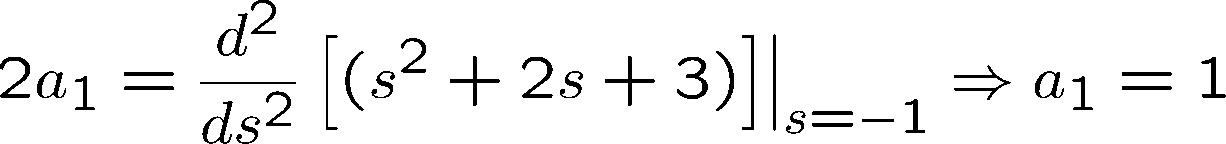 $2a_1 = \frac{d^2}{ds^2} \left[ (s^2 + 2s + 3) \right] \Big|_{s=-1} \Rightarrow a_1 = 1$